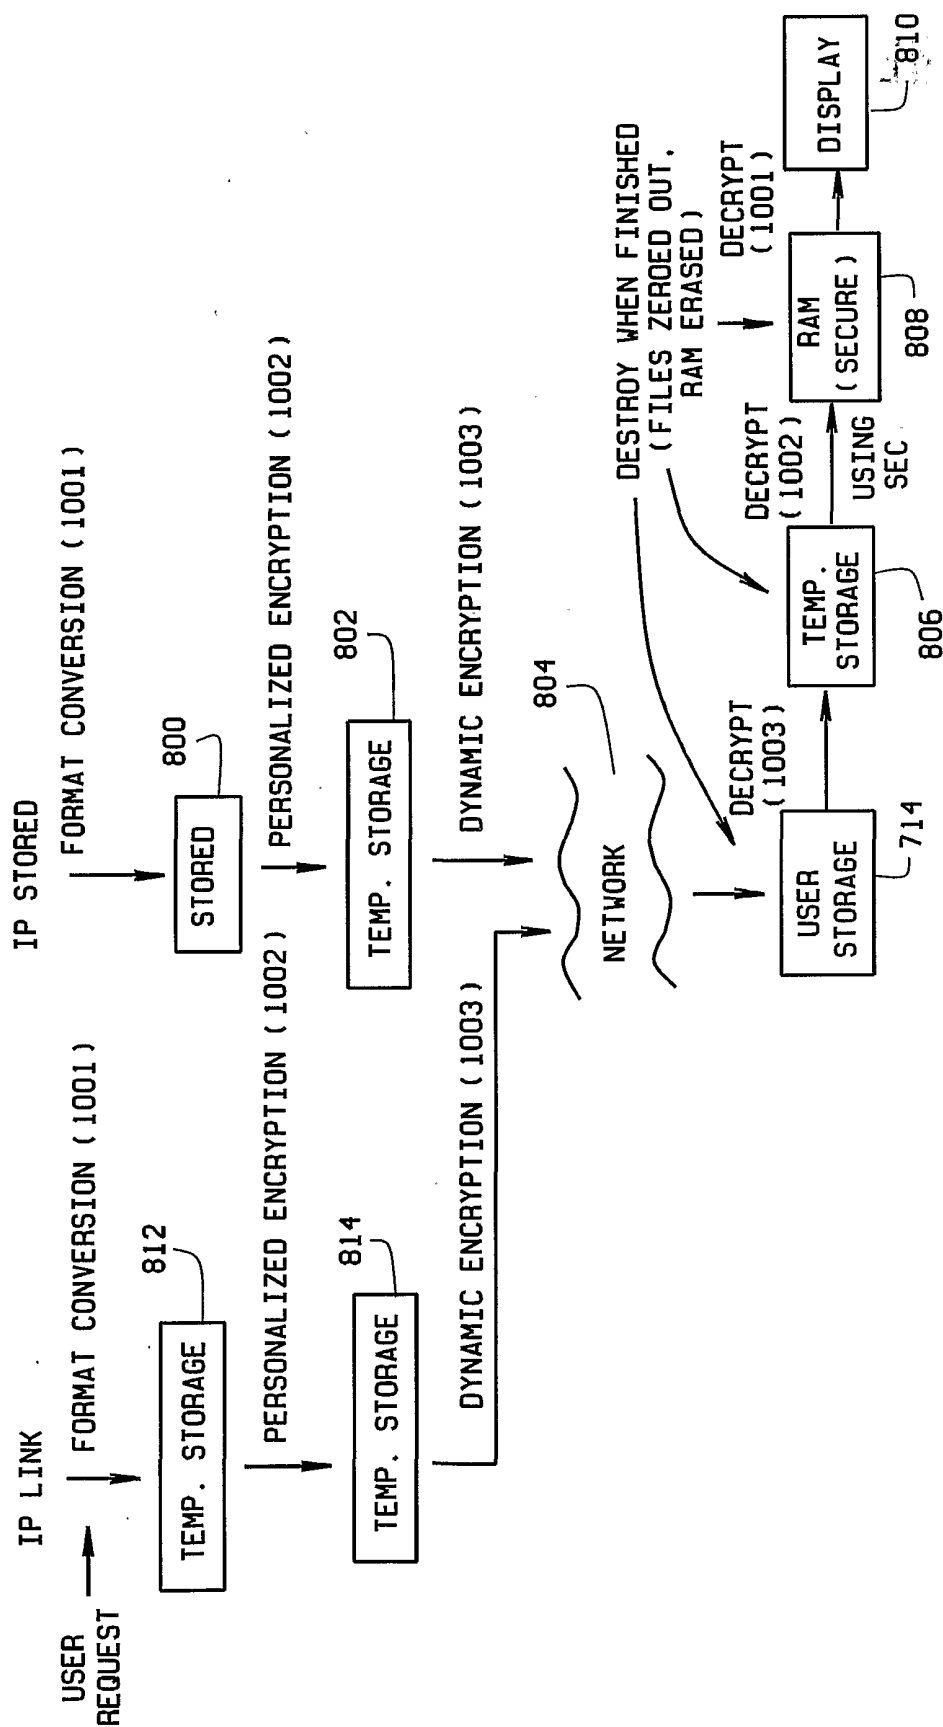 USER
REQUEST
IP LINK
FORMAT CONVERSION (1001)
812
TEMP. STORAGE
PERSONALIZED ENCRYPTION (1002)
814
TEMP. STORAGE
DYNAMIC ENCRYPTION (1003)
IP STORED
FORMAT CONVERSION (1001)
800
STORED
PERSONALIZED ENCRYPTION (1002)
802
TEMP. STORAGE
DYNAMIC ENCRYPTION (1003)
804
NETWORK
DESTROY WHEN FINISHED
(FILES ZEROED OUT,
RAM ERASED)
USER
STORAGE
714
DECRYPT
(1003)
TEMP.
STORAGE
806
DECRYPT
(1002)
USING
SEC
RAM
(SECURE)
808
DECRYPT
(1001)
DISPLAY
810